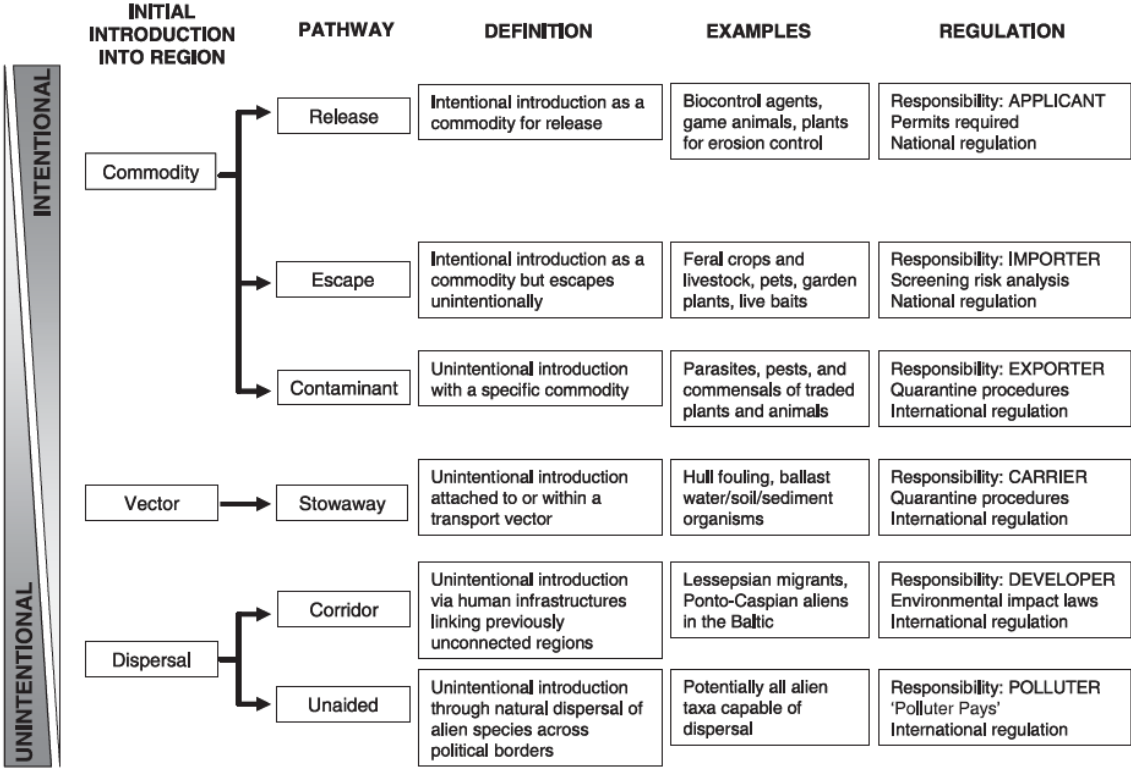 INITIAL
INTRODUCTION
INTO REGION
PATHWAY
DEFINITION
EXAMPLES
REGULATION
INTENTIONAL
UNINTENTIONAL
Commodity
Release
Intentional introduction as a
commodity for release
Biocontrol agents,
game animals, plants
for erosion control
Responsibility: APPLICANT
Permits required
National regulation
Escape
Intentional introduction as a
commodity but escapes
unintentionally
Feral crops and
livestock, pets, garden
plants, live baits
Responsibility: IMPORTER
Screening risk analysis
National regulation
Contaminant
Unintentional introduction
with a specific commodity
Parasites, pests, and
commensals of traded
plants and animals
Responsibility: EXPORTER
Quarantine procedures
International regulation
Vector
Stowaway
Unintentional introduction
attached to or within a
transport vector
Hull fouling, ballast
water/soil/sediment
organisms
Responsibility: CARRIER
Quarantine procedures
International regulation
Dispersal
Corridor
Unintentional introduction
via human infrastructures
linking previously
unconnected regions
Lessepsian migrants,
Ponto-Caspian aliens
in the Baltic
Responsibility: DEVELOPER
Environmental impact laws
International regulation
Unaided
Unintentional introduction
through natural dispersal of
alien species across
political borders
Potentially all alien
taxa capable of
dispersal
Responsibility: POLLUTER
'Polluter Pays'
International regulation